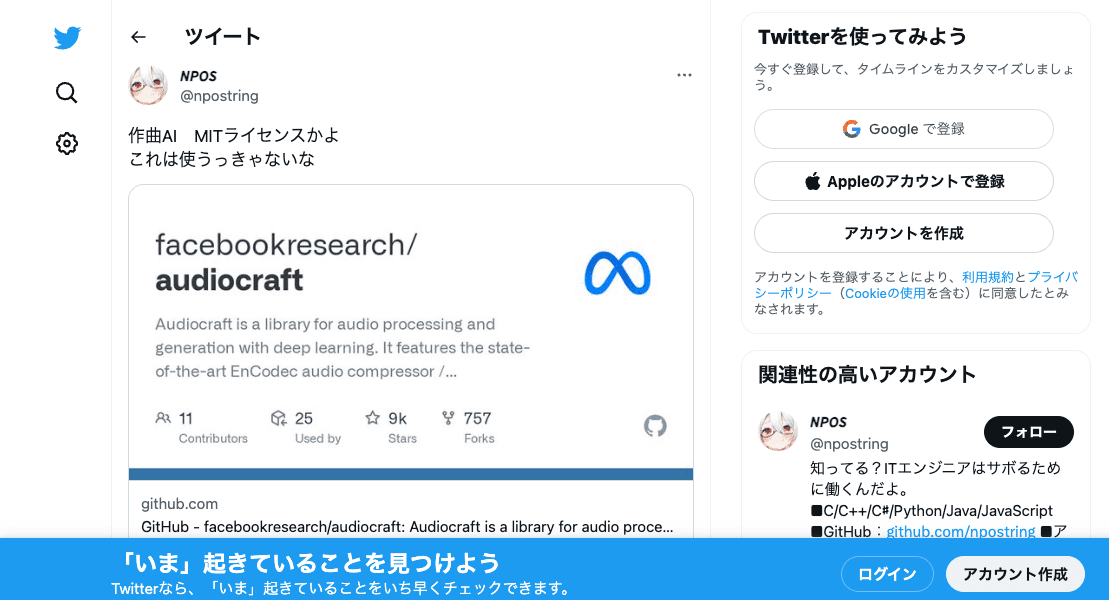 ツイート
NPOS
@npostring
作曲AI　MITライセンスかよ
これは使うっきゃないな
facebookresearch/
audiocraft
Audiocraft is a library for audio processing and
generation with deep learning. It features the state-
of-the-art EnCodec audio compressor /...
11
Contributors
25
Used by
9k
Stars
757
Forks
github.com
GitHub - facebookresearch/audiocraft: Audiocraft is a library for audio proce...
Twitterを使ってみよう
今すぐ登録して、タイムラインをカスタマイズしましょ
う。
Google で登録
Appleのアカウントで登録
アカウントを作成
アカウントを登録することにより、利用規約とプライバ
シーポリシー（Cookieの使用を含む）に同意したとみ
なされます。
関連性の高いアカウント
NPOS
@npostring
フォロー
知ってる？ITエンジニアはサボるため
に働くんだよ。
■C/C++/C#/Python/Java/JavaScript
■GitHub：github.com/npostring ■ア
「いま」起きていることを見つけよう
Twitterなら、「いま」起きていることをいち早くチェックできます。
ログイン
アカウント作成